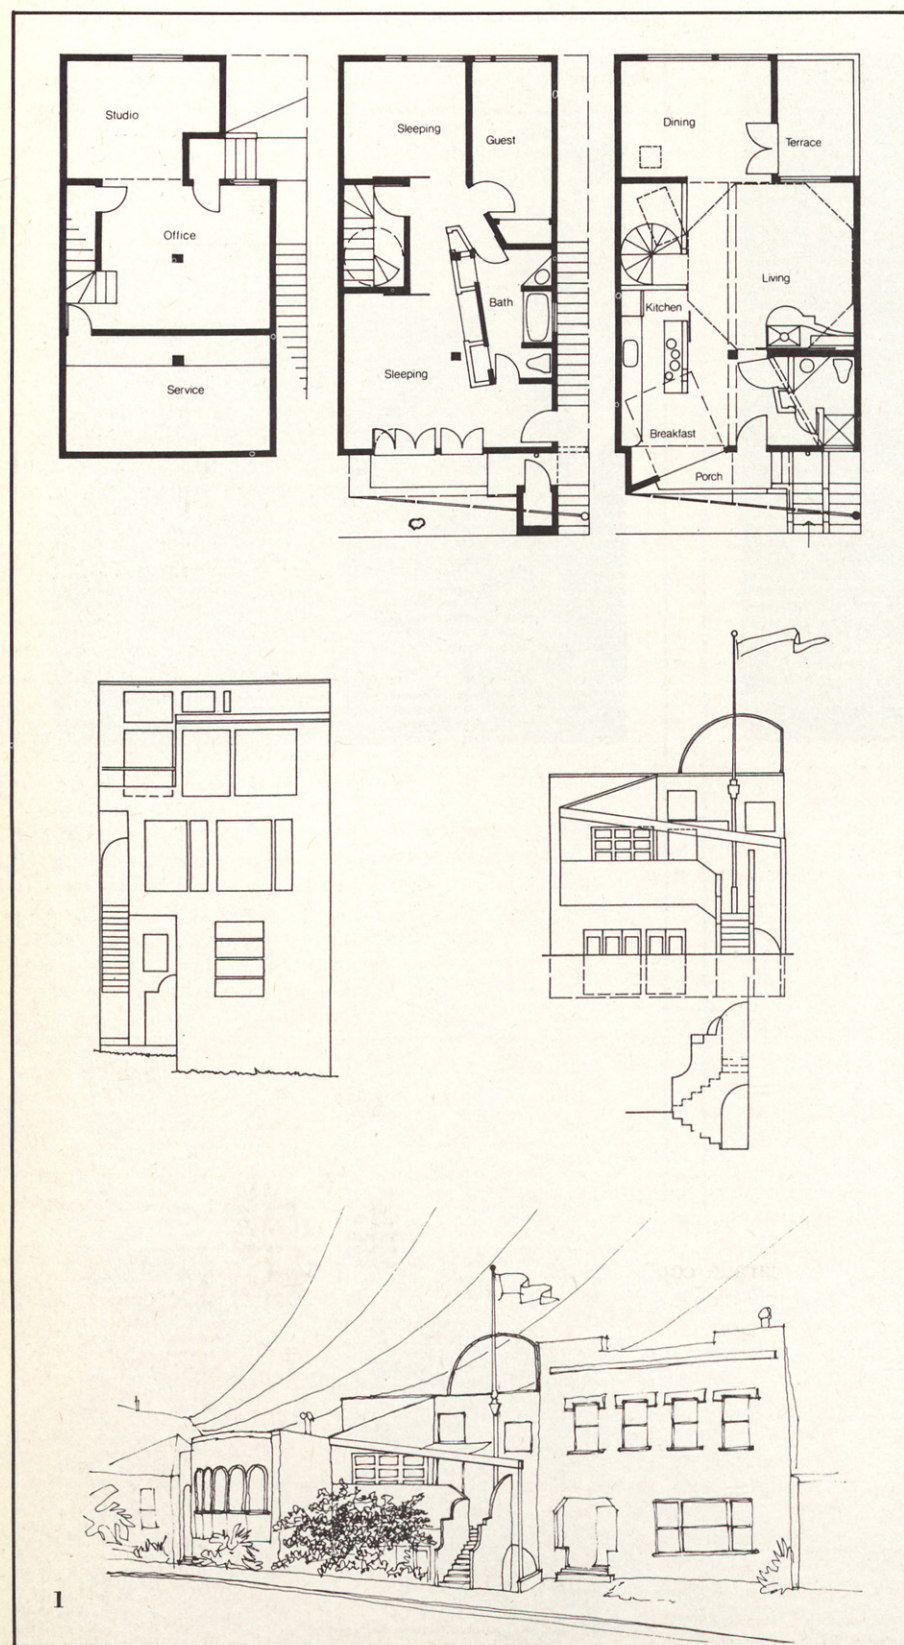 Studio
Office
Service
Sleeping
Guest
Bath
Sleeping
Dining
Terrace
Living
Kitchen
Breakfast
Porch
1